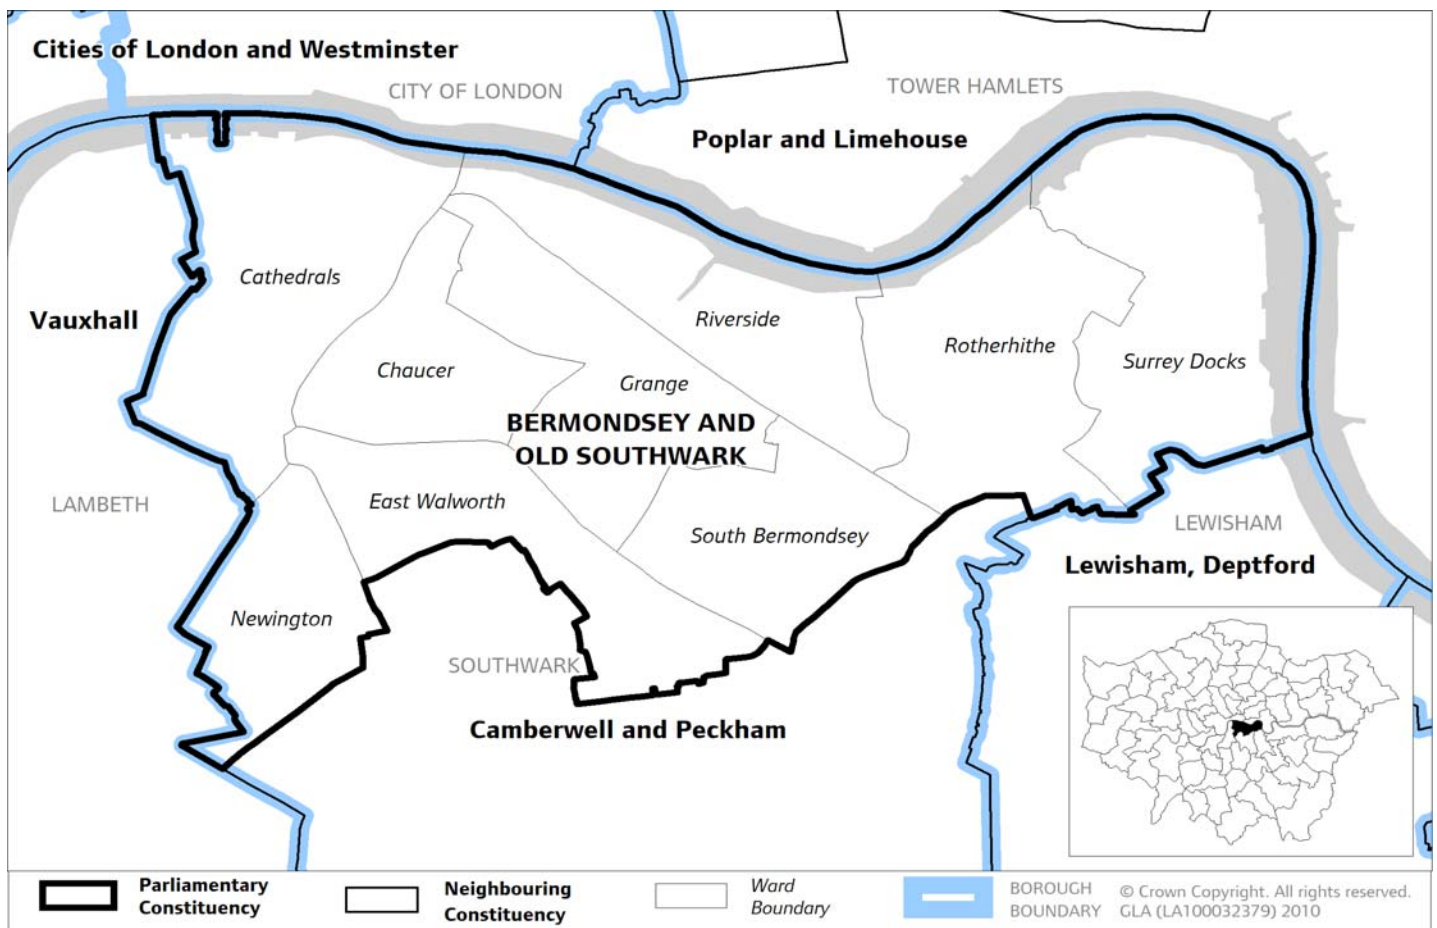 Cities of London and Westminster
CITY OF LONDON
TOWER HAMLETS
Poplar and Limehouse
Cathedrals
Vauxhall
Riverside
Rotherhithe
Surrey Docks
Chaucer
Grange
BERMONDSEY AND
OLD SOUTHWARK
LAMBETH
East Walworth
South Bermondsey
LEWISHAM
Lewisham, Deptford
Newington
SOUTHWARK
Camberwell and Peckham
Parliamentary
Constituency
Neighbouring
Constituency
Ward
Boundary
BOROUGH
BOUNDARY
© Crown Copyright. All rights reserved.
GLA (LA100032379) 2010